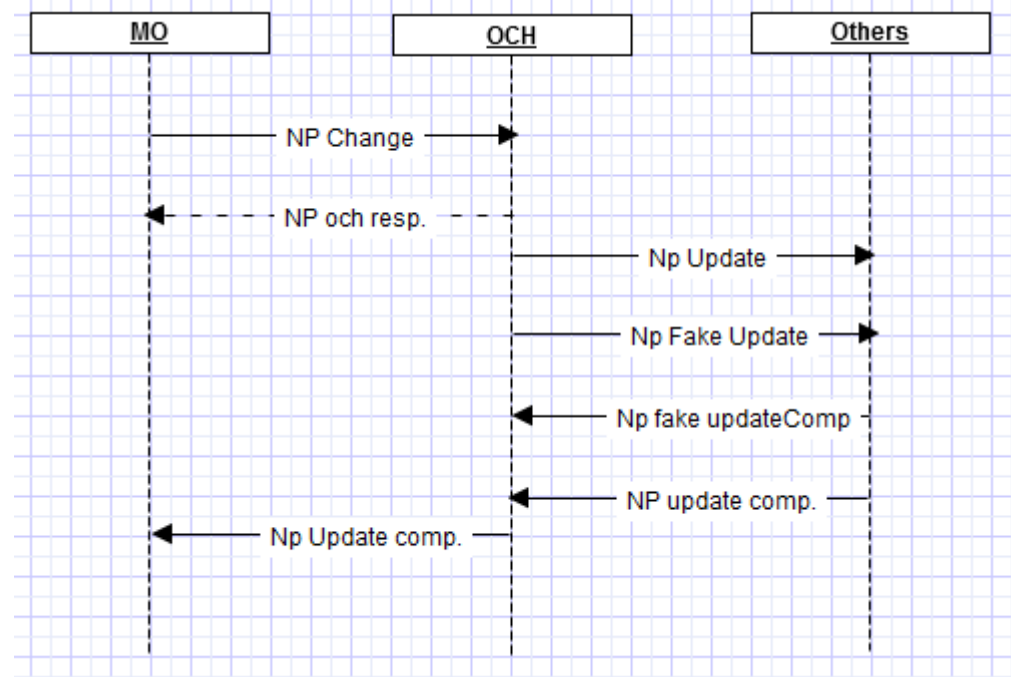 MO
OCH
Others
NP Change
NP och resp.
Np Update
Np Fake Update
Np fake updateComp
NP update comp.
Np Update comp.